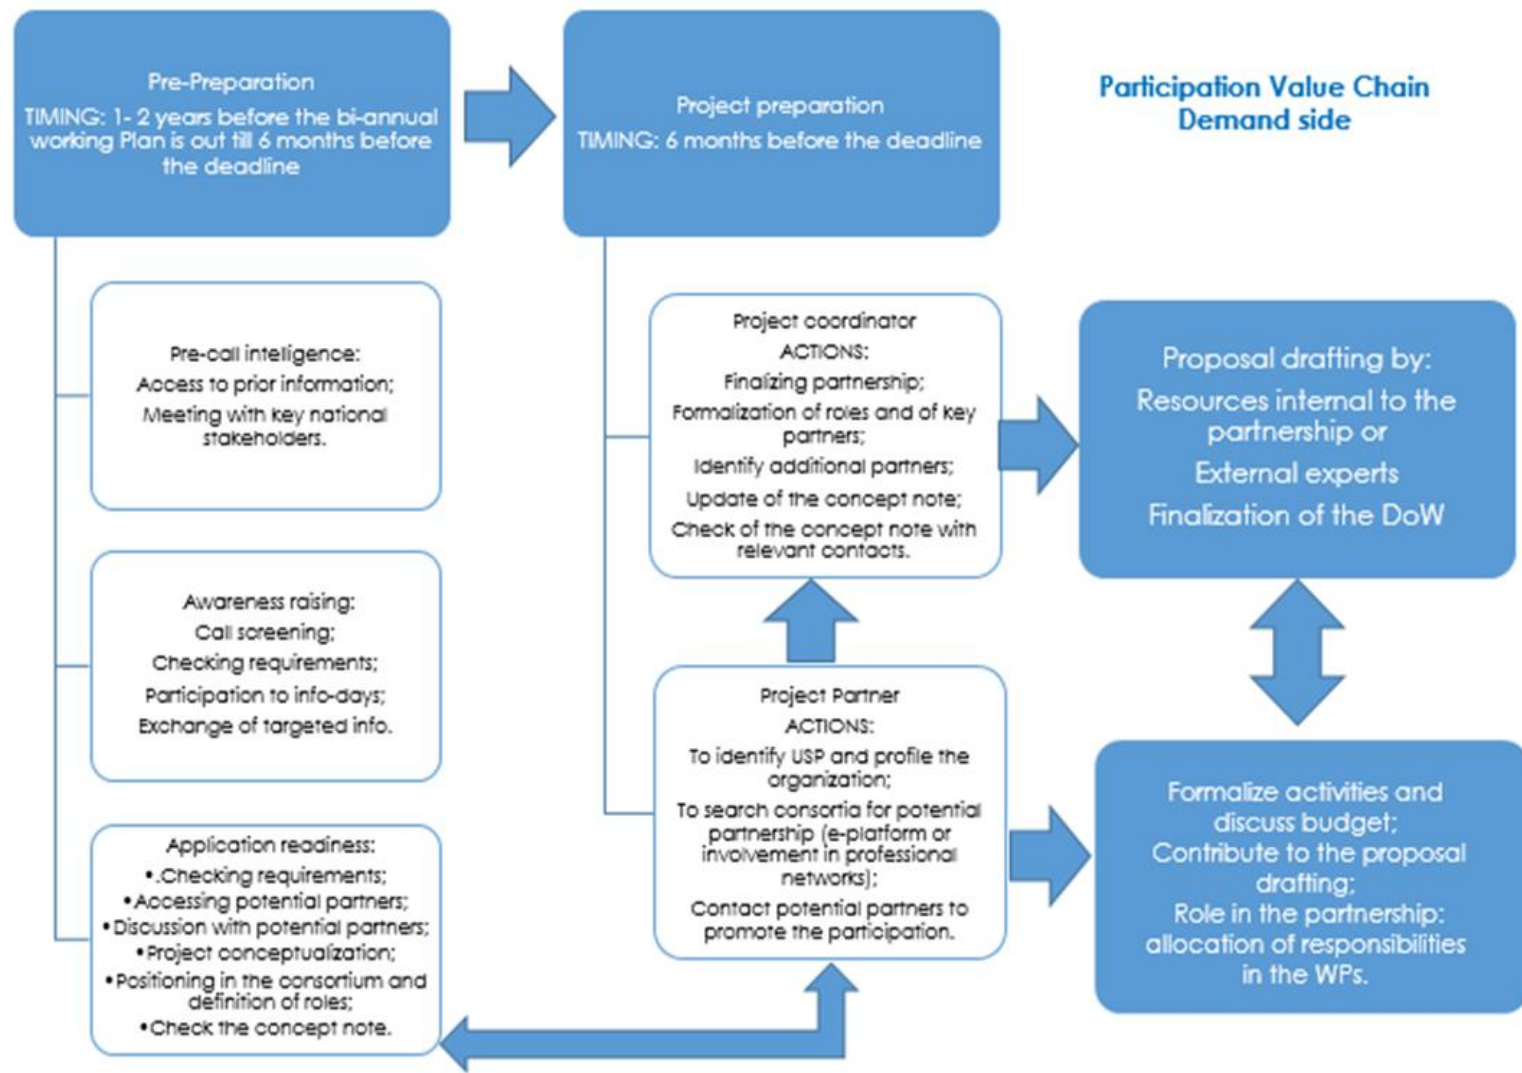 Pre-Preparation
TIMING: 1- 2 years before the bi-annual
working Plan is out till 6 months before
the deadline
Project preparation
TIMING: 6 months before the deadline
Participation Value Chain
Demand side
Pre-call intelligence:
Access to prior information;
Meeting with key national
stakeholders.
Awareness raising:
Call screening;
Checking requirements;
Participation to info-days;
Exchange of targeted info.
Application readiness:
•.Checking requirements;
•Accessing potential partners;
•Discussion with potential partners;
•Project conceptualization;
•Positioning in the consortium and
definition of roles;
•Check the concept note.
Project coordinator
ACTIONS:
Finalizing partnership;
Formalization of roles and of key
partners;
Identify additional partners;
Update of the concept note;
Check of the concept note with
relevant contacts.
Project Partner
ACTIONS:
To identify USP and profile the
organization;
To search consortia for potential
partnership (e-platform or
involvement in professional
networks);
Contact potential partners to
promote the participation.
Proposal drafting by:
Resources internal to the
partnership or
External experts
Finalization of the DoW
Formalize activities and
discuss budget;
Contribute to the proposal
drafting;
Role in the partnership:
allocation of responsibilities
in the WPs.